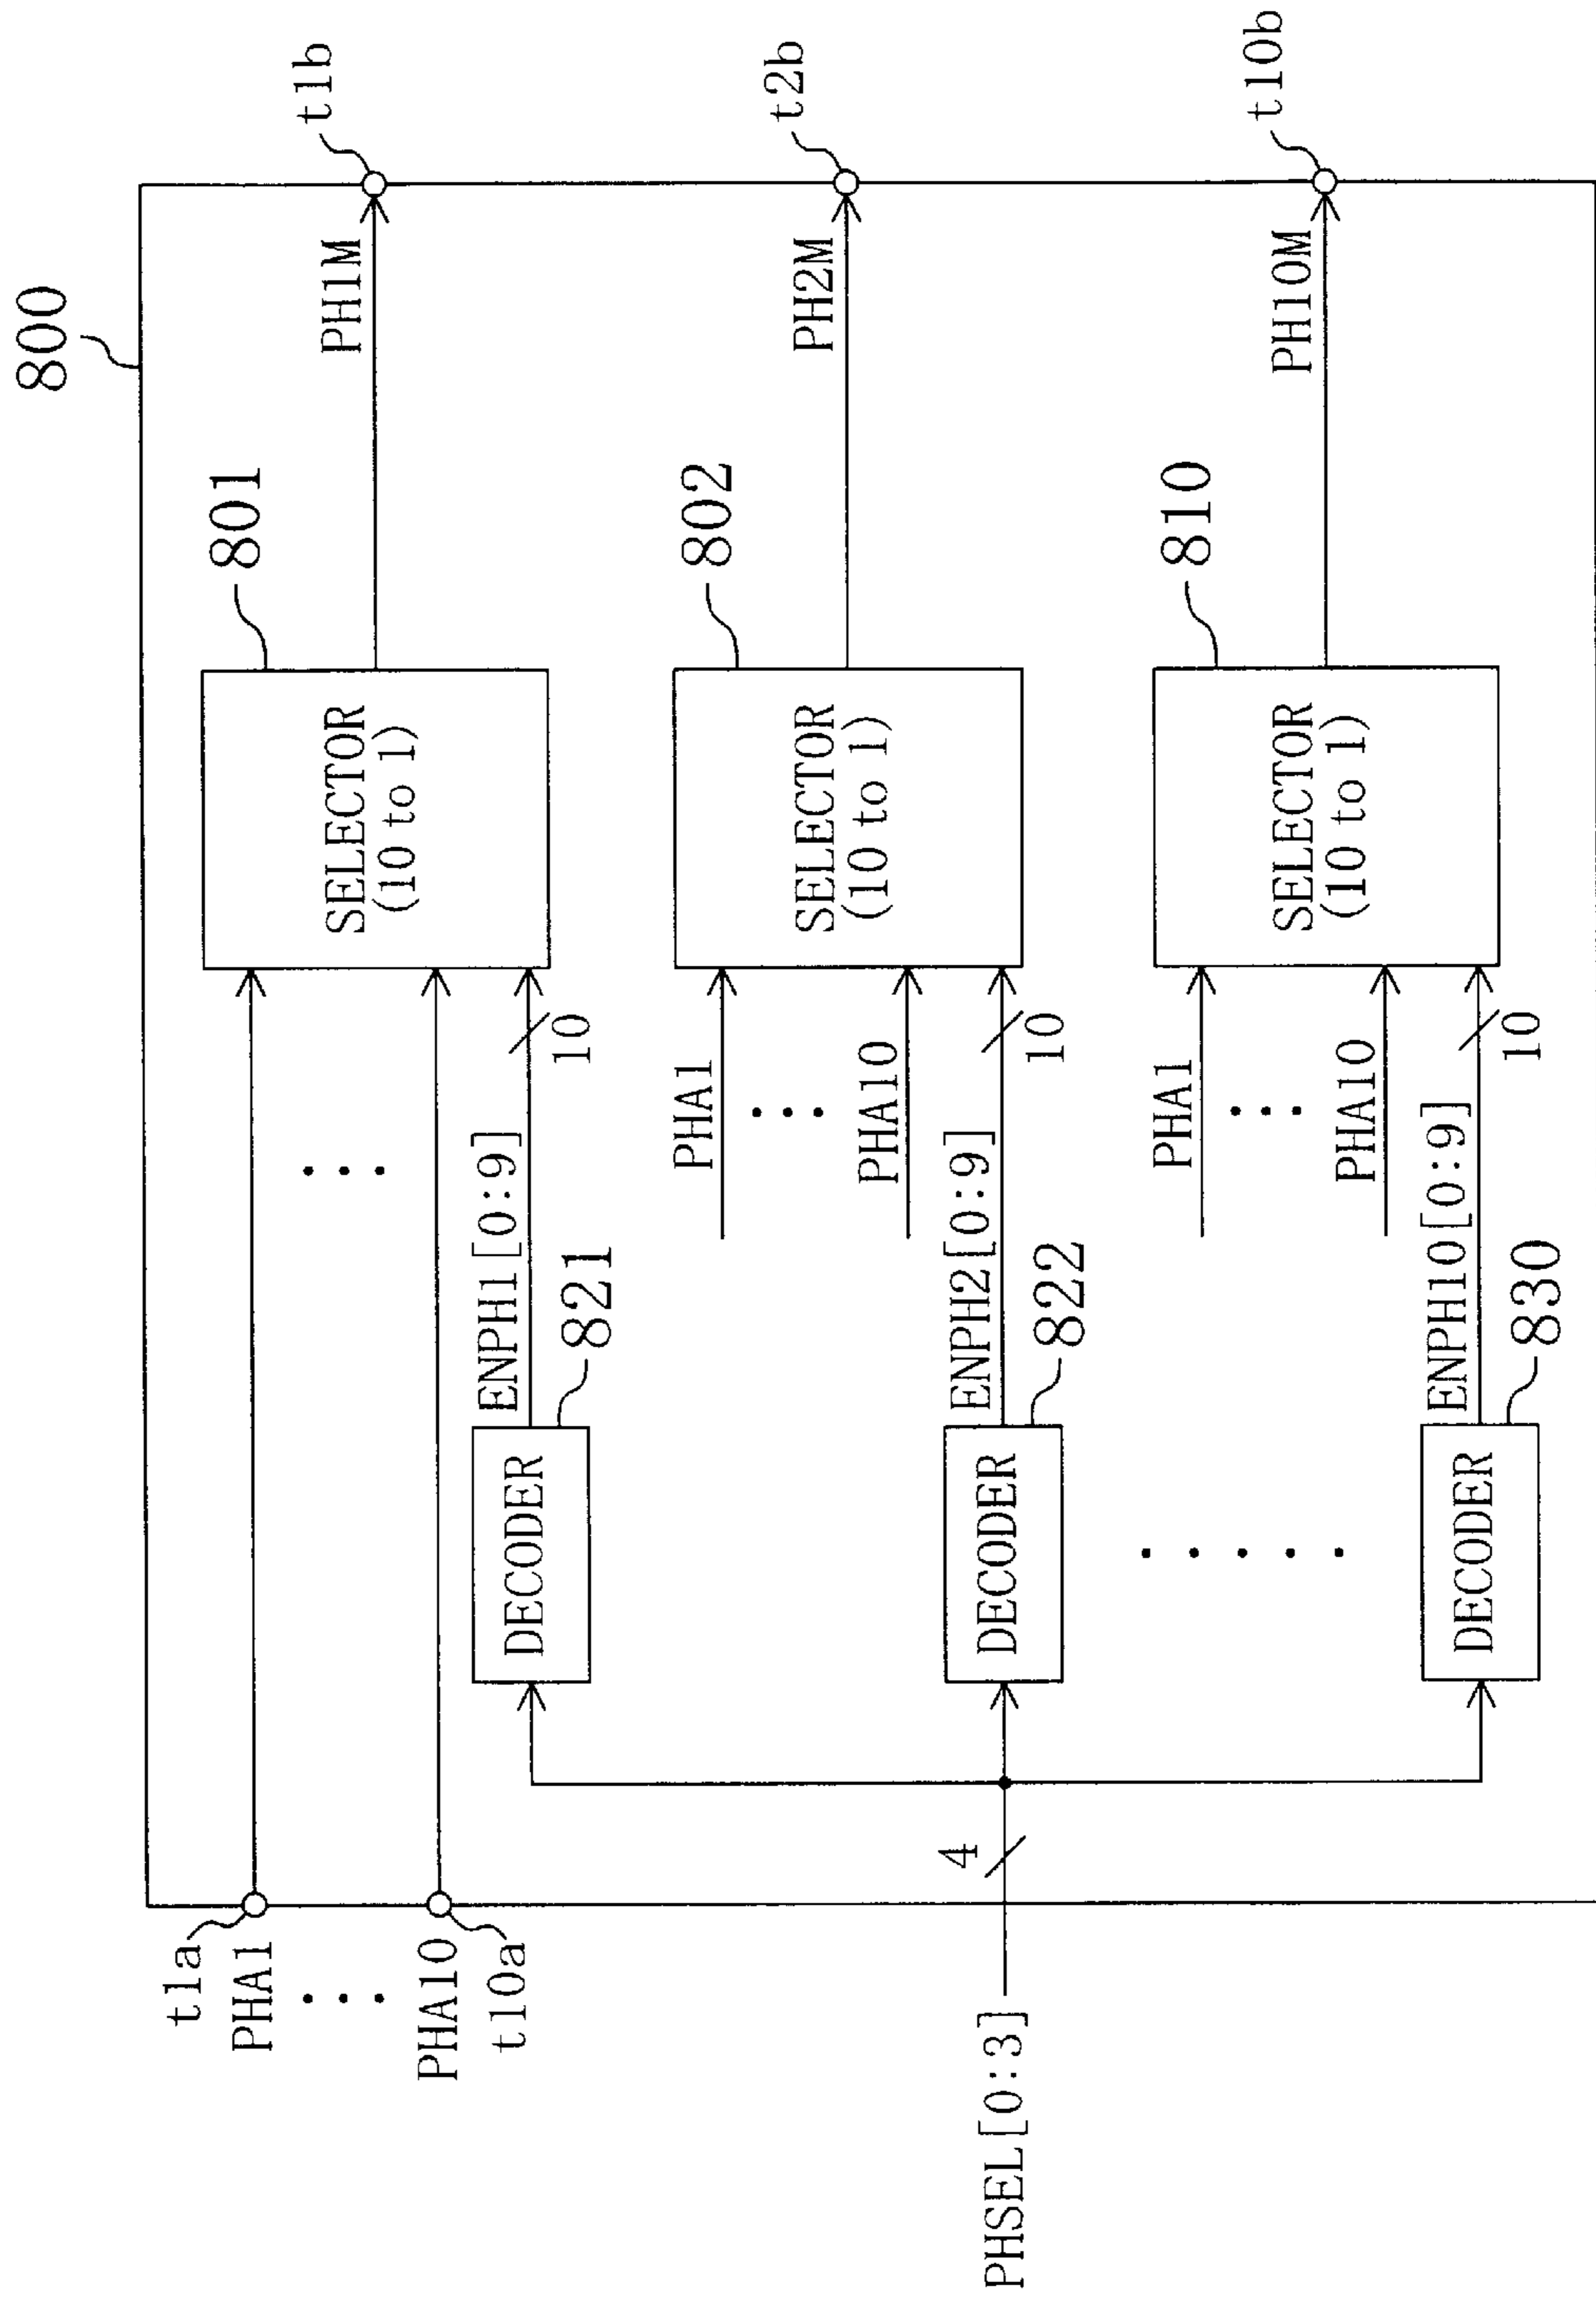 800
t1a
PHA1
PHA10
t10a
801
SELECTOR
(10 to 1)
PH1M
t1b
ENPH1[0:9]
10
DECODER
821
PHA1
PHA10
802
SELECTOR
(10 to 1)
PH2M
t2b
ENPH2[0:9]
10
DECODER
822
4
PHSEL[0:3]
PHA1
PHA10
810
SELECTOR
(10 to 1)
PH10M
t10b
ENPH10[0:9]
10
DECODER
830